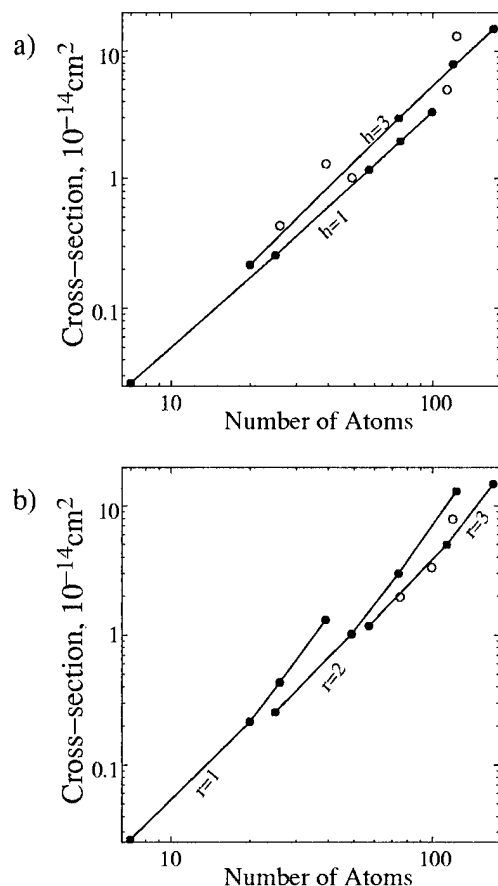 a)
Cross-section, 10⁻¹⁴cm²
10
1
0.1
h=3
h=1
10
100
Number of Atoms
b)
Cross-section, 10⁻¹⁴cm²
10
1
0.1
r=1
r=2
r=3
10
100
Number of Atoms